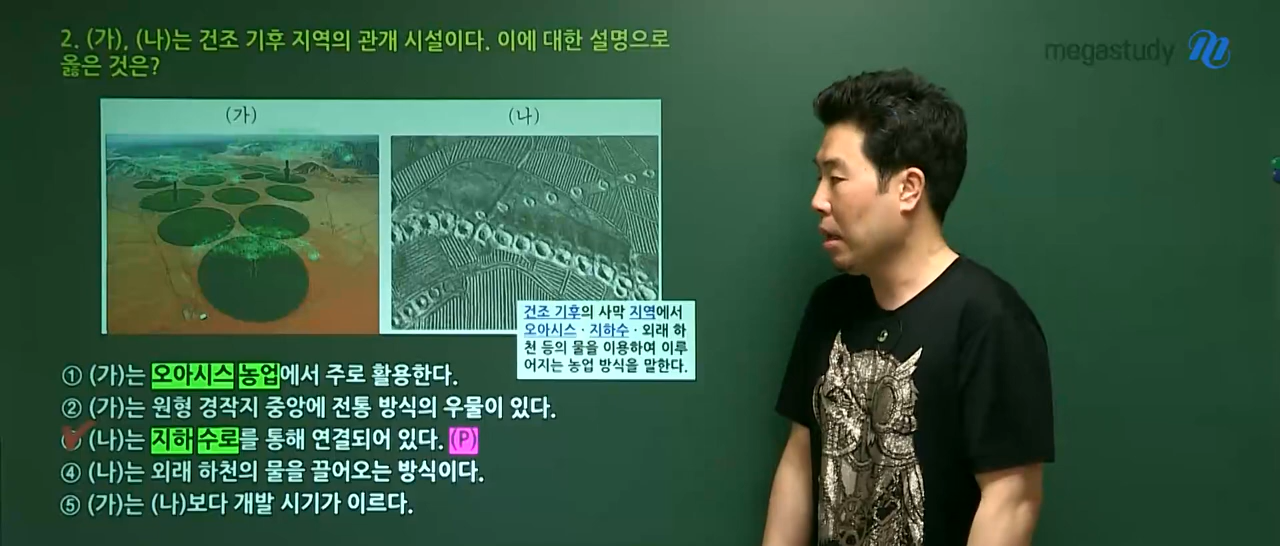 2. (가), (나)는 건조 기후 지역의 관개 시설이다. 이에 대한 설명으로
옳은 것은?
megastudy
(가)
(나)
건조 기후의 사막 지역에서
오아시스 · 지하수 · 외래 하
천 등의 물을 이용하여 이루
어지는 농업 방식을 말한다.
① (가)는 오아시스 농업에서 주로 활용한다.
② (가)는 원형 경작지 중앙에 전통 방식의 우물이 있다.
(나)는 지하 수로를 통해 연결되어 있다. (P)
④ (나)는 외래 하천의 물을 끌어오는 방식이다.
⑤ (가)는 (나)보다 개발 시기가 이르다.